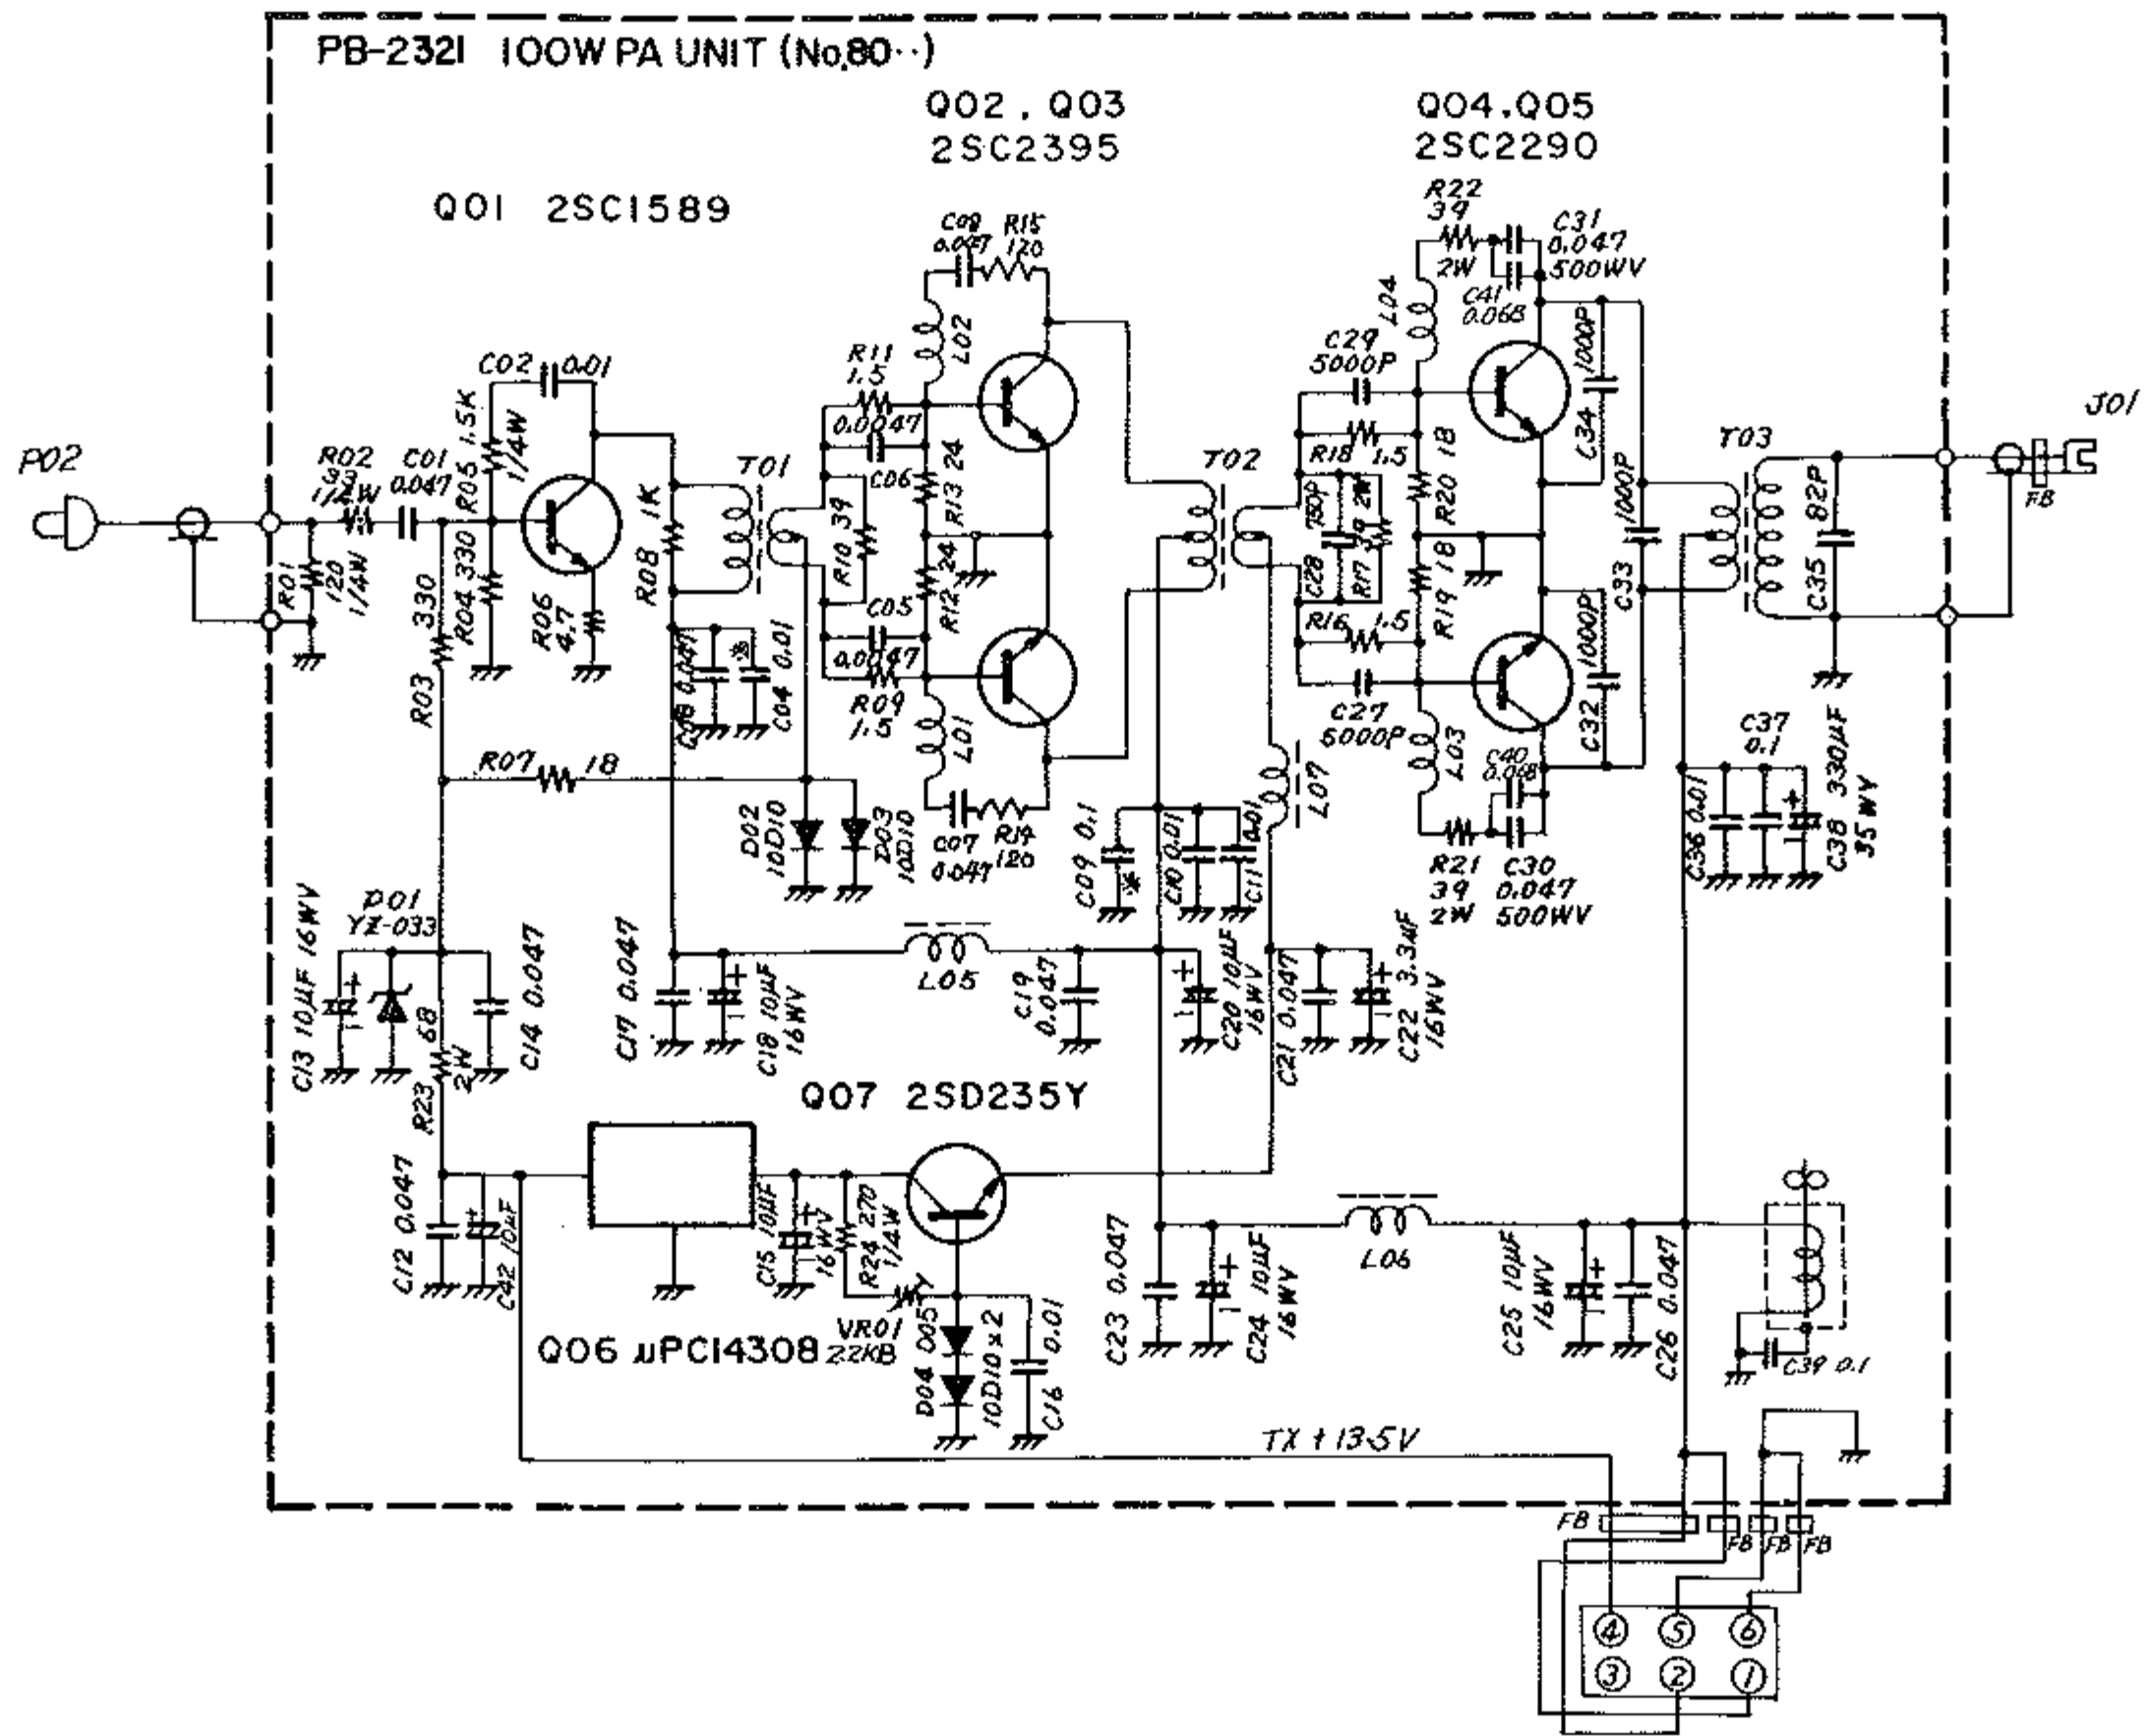 PB-2321 100W PA UNIT (No,80··)
Q02, Q03
2SC2395
Q04, Q05
2SC2290
Q01 2SC1589
R22
39
2W
C31
0.047
500WV
C41
0.068
L04
C08
0.047
R15
120
L02
C29
5000P
1000P
C34
J01
P02
C02 0.01
R05 1.5K
1/4W
R02
33
1/4W
C01
0.047
R11
1.5
0.0047
C06
R13 24
R18 1.5
R20 18
T01
T02
T03
FB
R01
120
1/4W
330
R03
R04 330
R06
4.7
R08 1K
R10 39
R12 24
C28 750P
R17 39 2W
R19 18
C33 1000P
C35 82P
C05
0.0047
R09
1.5
L01
0.047
C04 0.01
R16 1.5
C27
5000P
L03
C32 1000P
C40
0.068
R07 18
D02
10D10
D03
10D10
C07
0.047
R14
120
C09 0.1
C10 0.01
C11 0.01
L07
R21
39
2W
C30
0.047
500WV
C36 0.01
C37
0.1
C38 330µF
35WV
D01
YZ-033
C13 10µF 16WV
R23 68
2W
C14 0.047
C17 0.047
C18 10µF
16WV
L05
C19
0.047
C20 10µF
16WV
C21 0.047
C22 3.3µF
16WV
Q07 2SD235Y
C12 0.047
C42 10µF
C15 10µF
16WV
R24 270
1/4W
VR01
22KB
Q06 µPC14308
D04 D05
10D10x2
C16 0.01
C23 0.047
C24 10µF
16WV
L06
C25 10µF
16WV
C26 0.047
C39 0.1
TX +13.5V
FB
FB
FB
FB
4 5 6
3 2 1